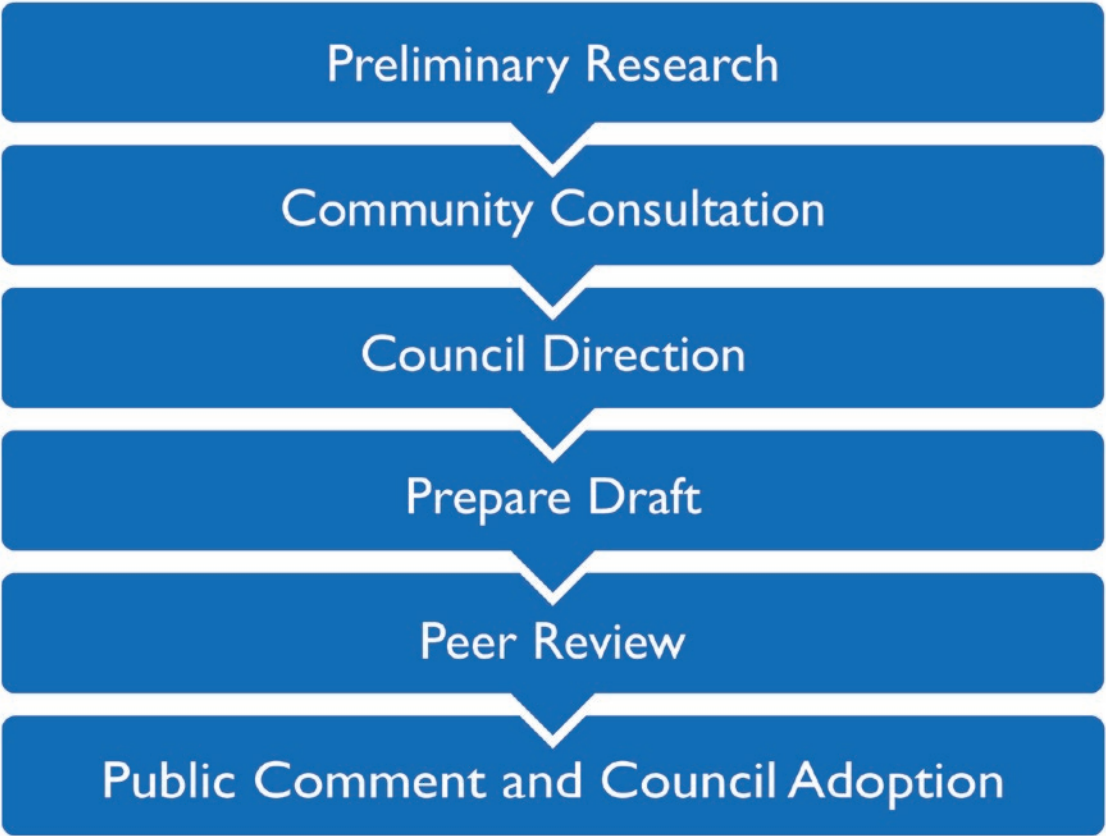 Preliminary Research
Community Consultation
Council Direction
Prepare Draft
Peer Review
Public Comment and Council Adoption